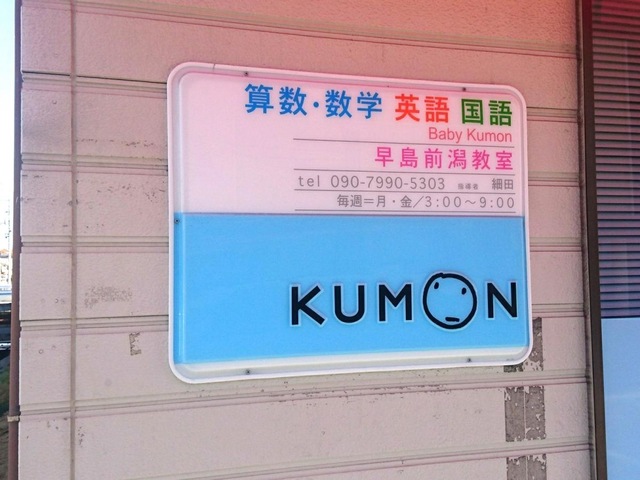 算数・数学 英語 国語
Baby Kumon
早島前潟教室
tel 090-7990-5303 指導者 細田
毎週=月・金/3:00〜9:00
KUMON